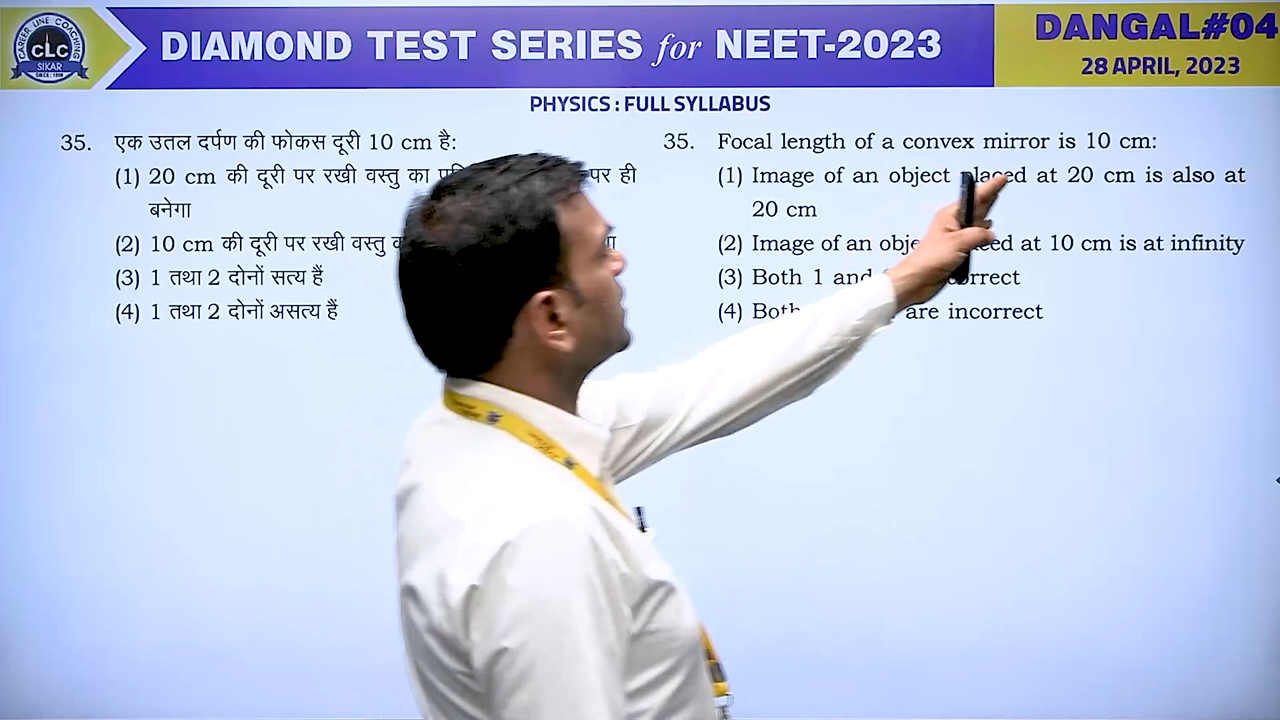 CAREER LINE COACHING
CLC
SIKAR
SINCE : 1996
DIAMOND TEST SERIES for NEET-2023
DANGAL#04
28 APRIL, 2023
PHYSICS : FULL SYLLABUS
35. एक उतल दर्पण की फोकस दूरी 10 cm है:
(1) 20 cm की दूरी पर रखी वस्तु का पर ही
बनेगा
(2) 10 cm की दूरी पर रखी वस्तु
(3) 1 तथा 2 दोनों सत्य हैं
(4) 1 तथा 2 दोनों असत्य हैं
35. Focal length of a convex mirror is 10 cm:
(1) Image of an object placed at 20 cm is also at
20 cm
(2) Image of an at 10 cm is at infinity
(3) Both 1 and
(4) are incorrect